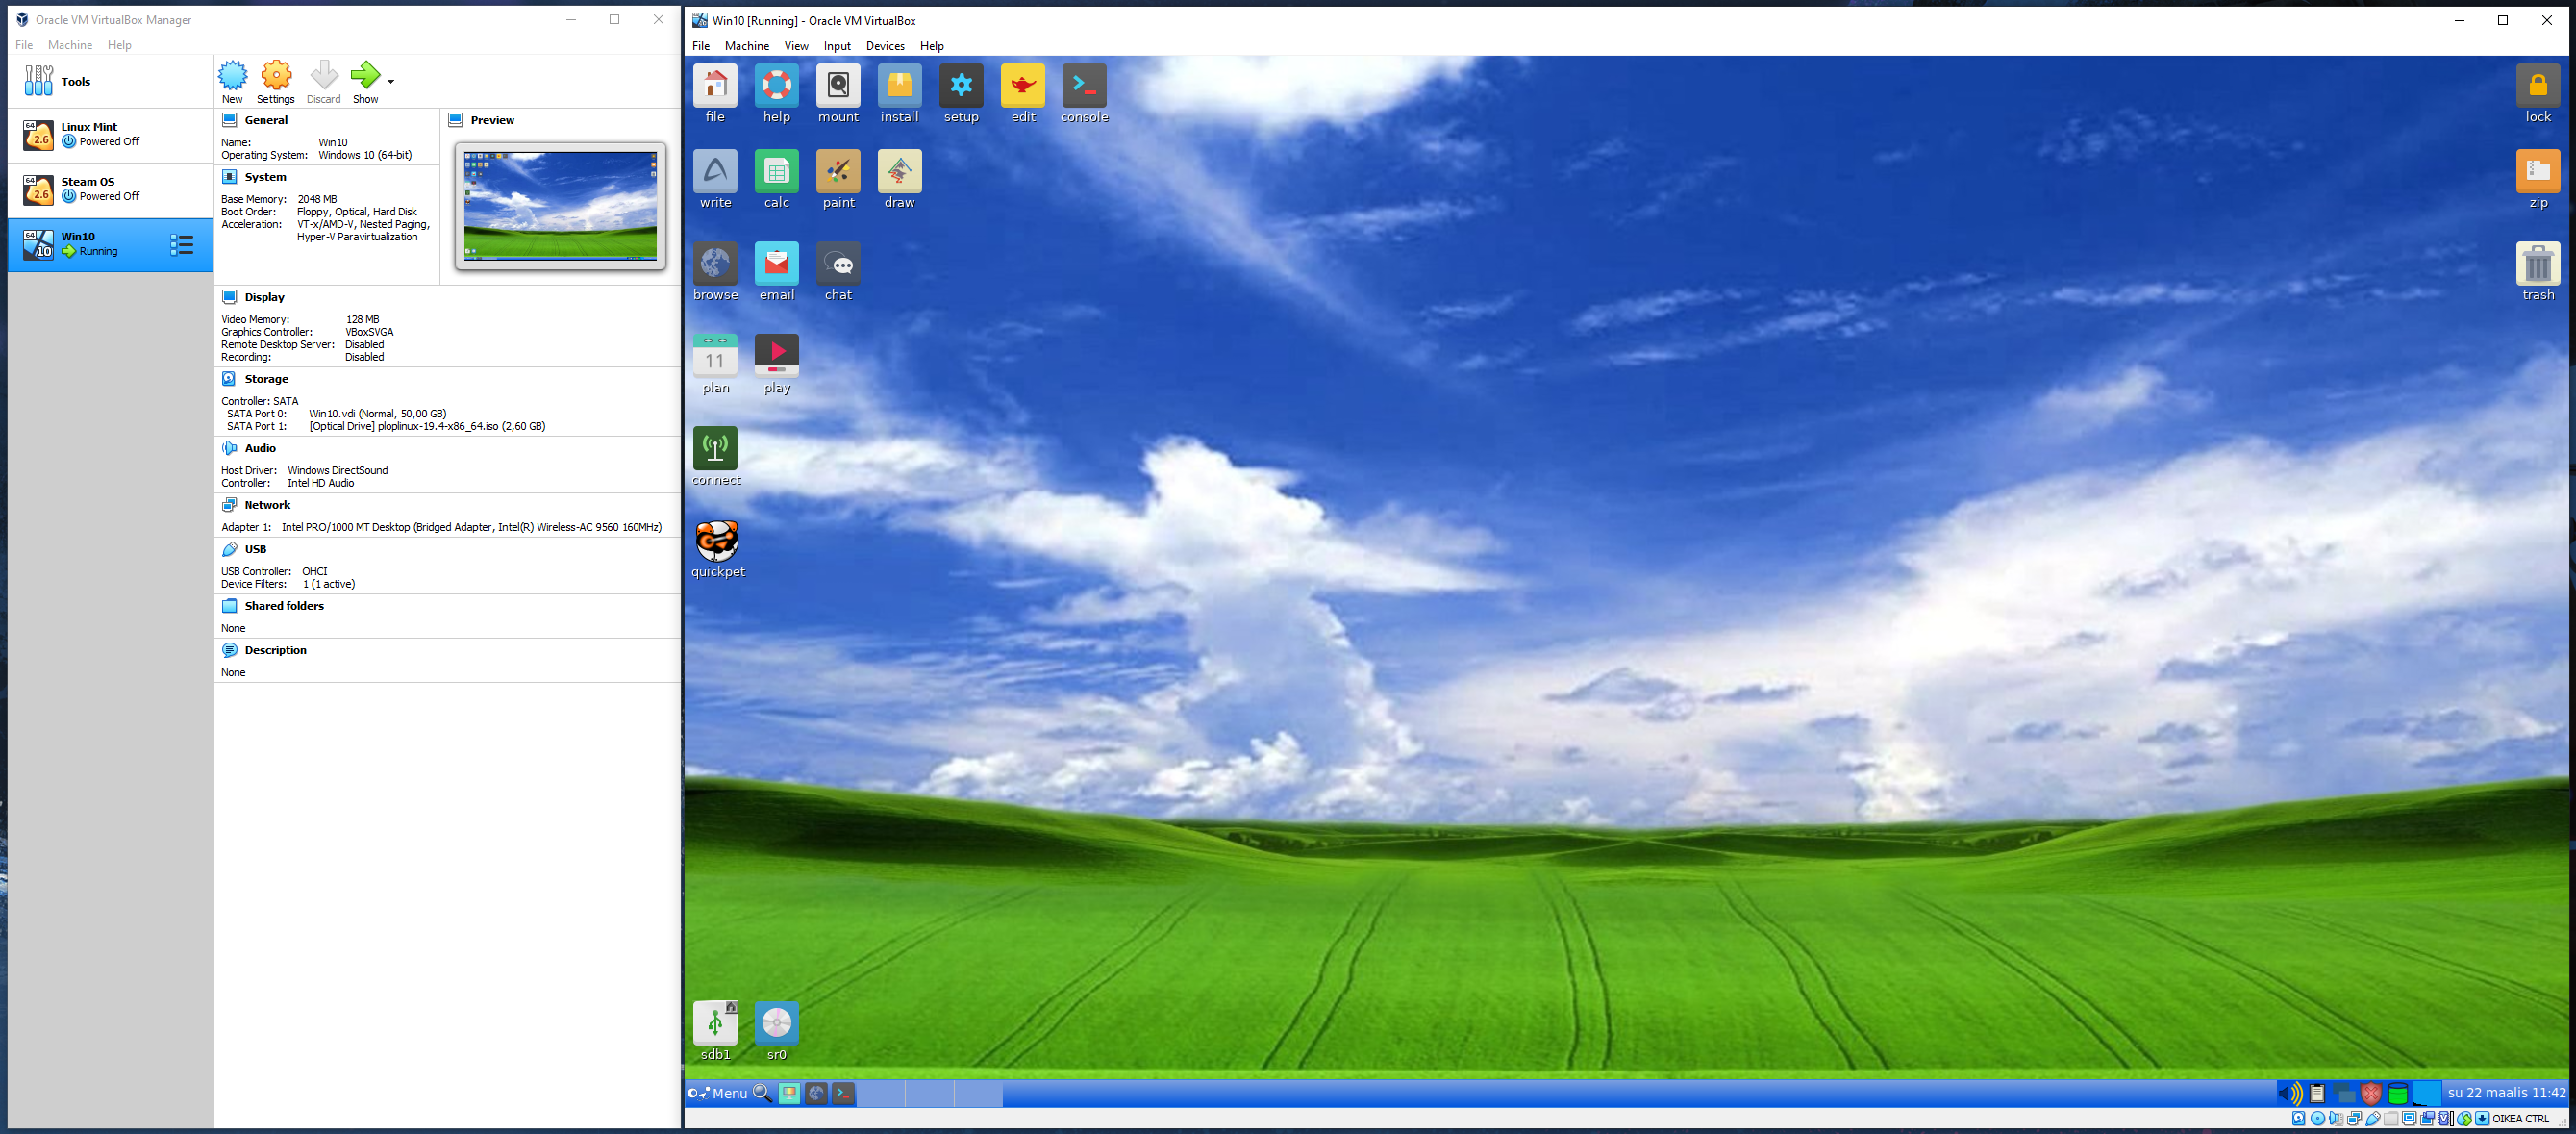 Oracle VM VirtualBox Manager
File Machine Help
Tools
Linux Mint
Powered Off
Steam OS
Powered Off
Win10
Running
New Settings Discard Show
General
Name: Win10
Operating System: Windows 10 (64-bit)
System
Base Memory: 2048 MB
Boot Order: Floppy, Optical, Hard Disk
Acceleration: VT-x/AMD-V, Nested Paging,
Hyper-V Paravirtualization
Preview
Display
Video Memory: 128 MB
Graphics Controller: VBoxSVGA
Remote Desktop Server: Disabled
Recording: Disabled
Storage
Controller: SATA
SATA Port 0: Win10.vdi (Normal, 50,00 GB)
SATA Port 1: [Optical Drive] ploplinux-19.4-x86_64.iso (2,60 GB)
Audio
Host Driver: Windows DirectSound
Controller: Intel HD Audio
Network
Adapter 1: Intel PRO/1000 MT Desktop (Bridged Adapter, Intel(R) Wireless-AC 9560 160MHz)
USB
USB Controller: OHCI
Device Filters: 1 (1 active)
Shared folders
None
Description
None
Win10 [Running] - Oracle VM VirtualBox
File Machine View Input Devices Help
file help mount install setup edit console lock
write calc paint draw zip
browse email chat trash
11
plan play
connect
quickpet
sdb1 sr0
Menu
su 22 maalis 11:42
OIKEA CTRL
64
2.6
64
2.6
64
10